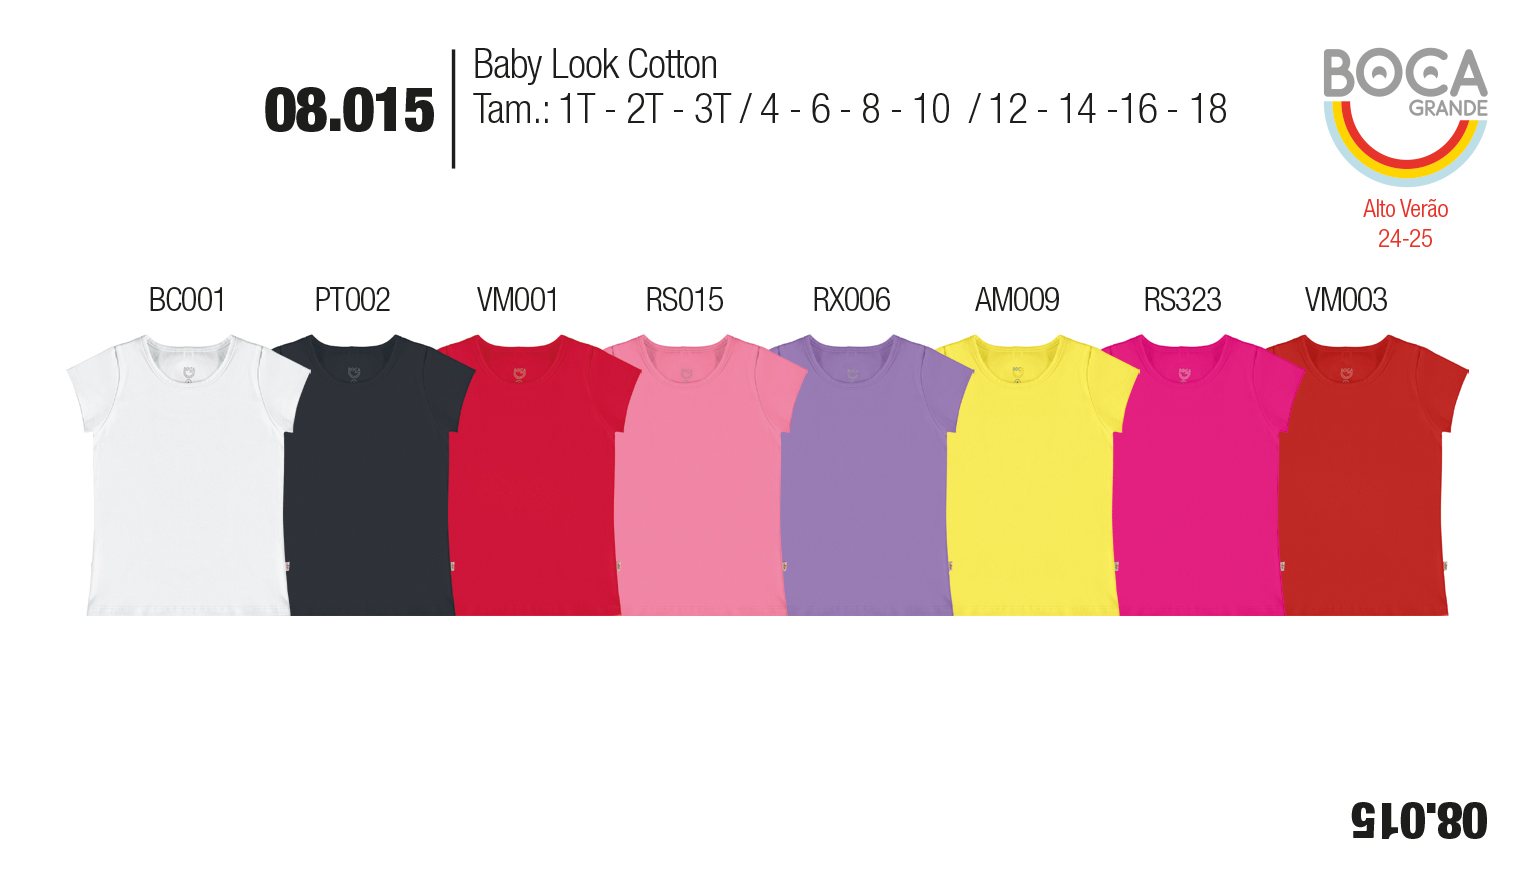 08.015
Baby Look Cotton
Tam.: 1T - 2T - 3T / 4 - 6 - 8 - 10 / 12 - 14 -16 - 18
BOCA
GRANDE
Alto Verão
24-25
BC001
PT002
VM001
RS015
RX006
AM009
RS323
VM003
08.015